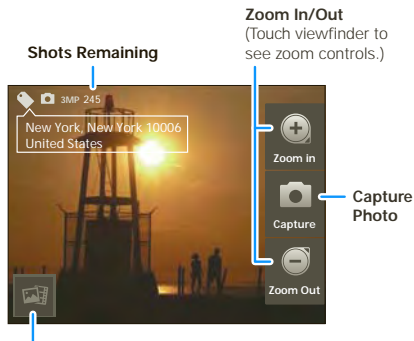 Zoom In/Out
(Touch viewfinder to
see zoom controls.)
Shots Remaining
3MP 245
New York, New York 10006
United States
Zoom in
Capture
Capture
Photo
Zoom Out